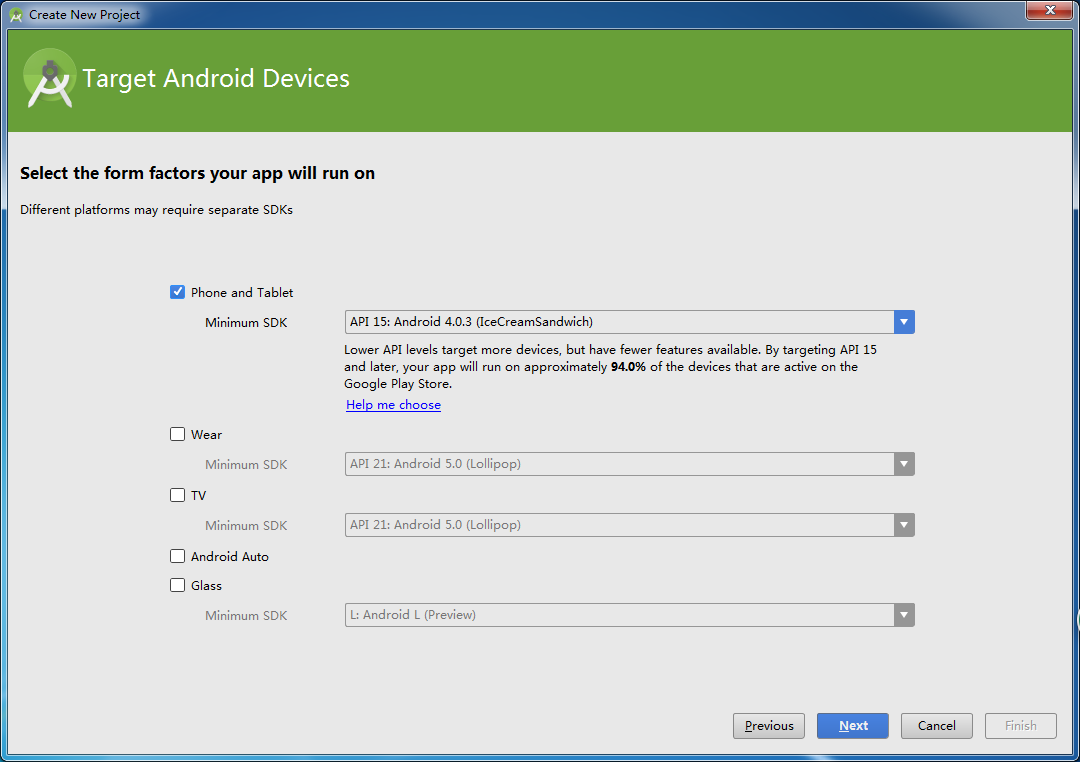 Create New Project
Target Android Devices
Select the form factors your app will run on
Different platforms may require separate SDKs
Phone and Tablet
Minimum SDK
API 15: Android 4.0.3 (IceCreamSandwich)
Lower API levels target more devices, but have fewer features available. By targeting API 15
and later, your app will run on approximately 94.0% of the devices that are active on the
Google Play Store.
Help me choose
Wear
Minimum SDK
API 21: Android 5.0 (Lollipop)
TV
Minimum SDK
API 21: Android 5.0 (Lollipop)
Android Auto
Glass
Minimum SDK
L: Android L (Preview)
Previous
Next
Cancel
Finish